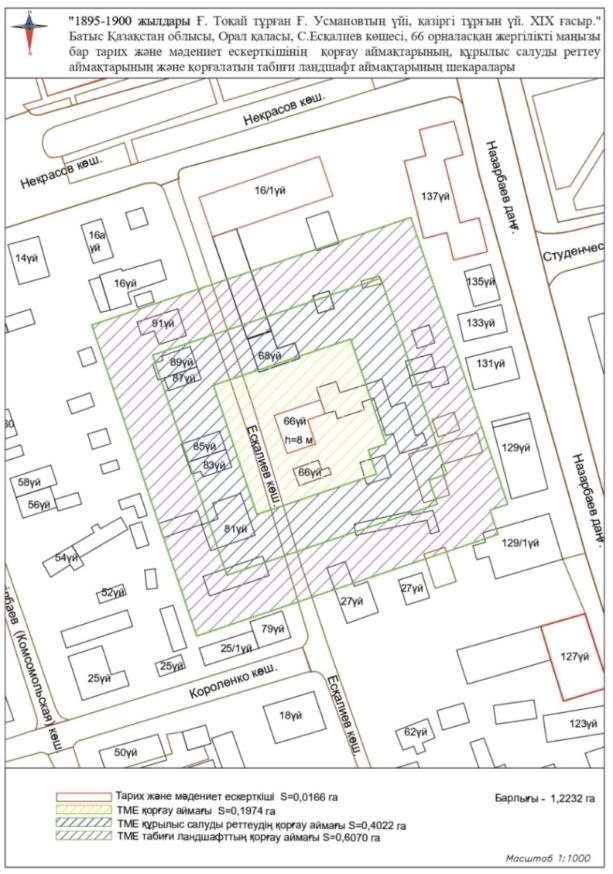 "1895-1900 жылдары Ғ. Тоқай тұрған Ғ. Усмановтың үйі, қазіргі тұрғын үй. XIX ғасыр."
Батыс Қазақстан облысы, Орал қаласы, С.Есқалиев көшесі, 66 орналасқан жергілікті маңызы
бар тарих және мәдениет ескерткішінің қорғау аймақтарының, құрылыс салуды реттеу
аймақтарының және қорғалатын табиғи ландшафт аймақтарының шекаралары
Некрасов көш.
Некрасов көш.
Назарбаев даңғ.
16/1үй
137үй
Студенчес
16а
үй
14үй
16үй
135үй
91үй
133үй
68үй
89үй
131үй
87үй
66үй
h=8 м
Есқалиев көш.
85үй
129үй
83үй
66үй
58үй
56үй
Назарбаев даңғ.
81үй
129/1үй
54үй
52үй
27үй
27үй
рбаев (Комсомольская) көш
79үй
127үй
25/1үй
25үй
25үй
Короленко көш.
Есқалиев көш.
18үй
123үй
62үй
50үй
Тарих және мәдениет ескерткіші S=0,0166 га
Барлығы - 1,2232 га
ТМЕ қорғау аймағы S=0,1974 га
ТМЕ құрылыс салуды реттеудің қорғау аймағы S=0,4022 га
ТМЕ табиғи ландшафттың қорғау аймағы S=0,6070 га
Масштаб 1:1000